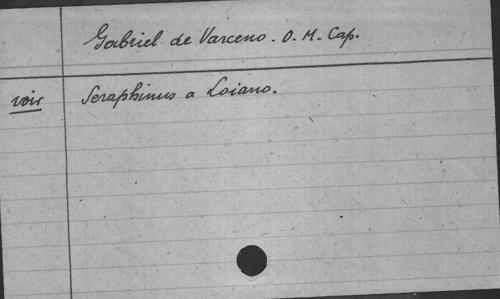 Gabriel de Varceno. O. M. Cap.
voir Seraphinus a Loiano.